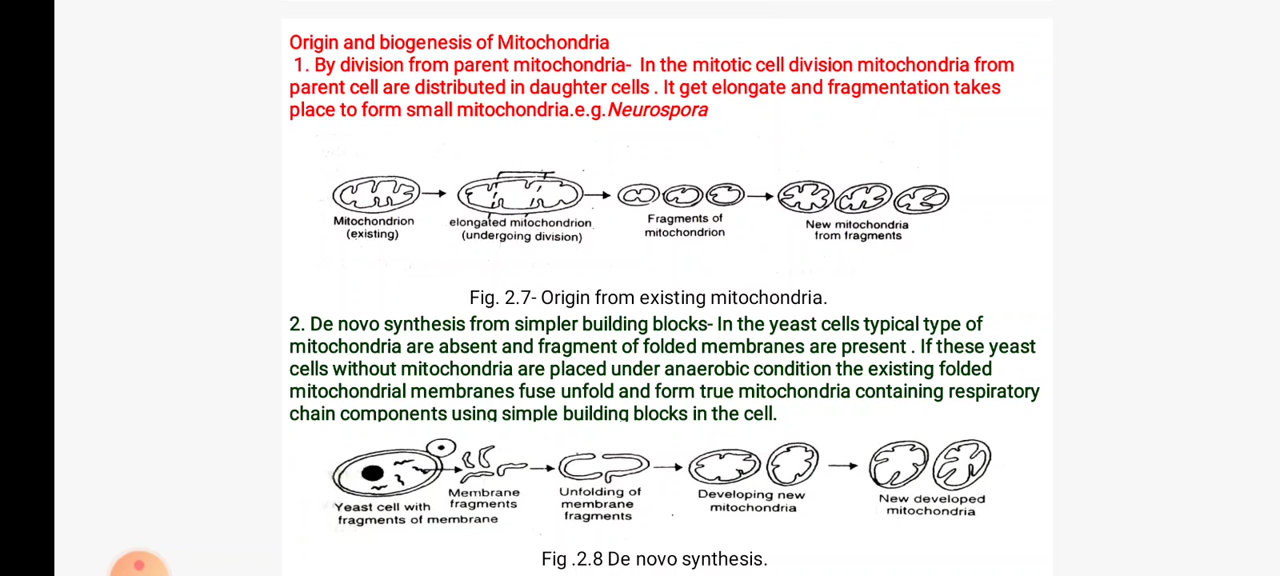 Origin and biogenesis of Mitochondria
1. By division from parent mitochondria- In the mitotic cell division mitochondria from
parent cell are distributed in daughter cells . It get elongate and fragmentation takes
place to form small mitochondria.e.g.Neurospora
Mitochondrion
(existing)
elongated mitochondrion
(undergoing division)
Fragments of
mitochondrion
New mitochondria
from fragments
Fig. 2.7- Origin from existing mitochondria.
2. De novo synthesis from simpler building blocks- In the yeast cells typical type of
mitochondria are absent and fragment of folded membranes are present . If these yeast
cells without mitochondria are placed under anaerobic condition the existing folded
mitochondrial membranes fuse unfold and form true mitochondria containing respiratory
chain components using simple building blocks in the cell.
Yeast cell with
fragments of membrane
Membrane
fragments
Unfolding of
membrane
fragments
Developing new
mitochondria
New developed
mitochondria
Fig .2.8 De novo synthesis.